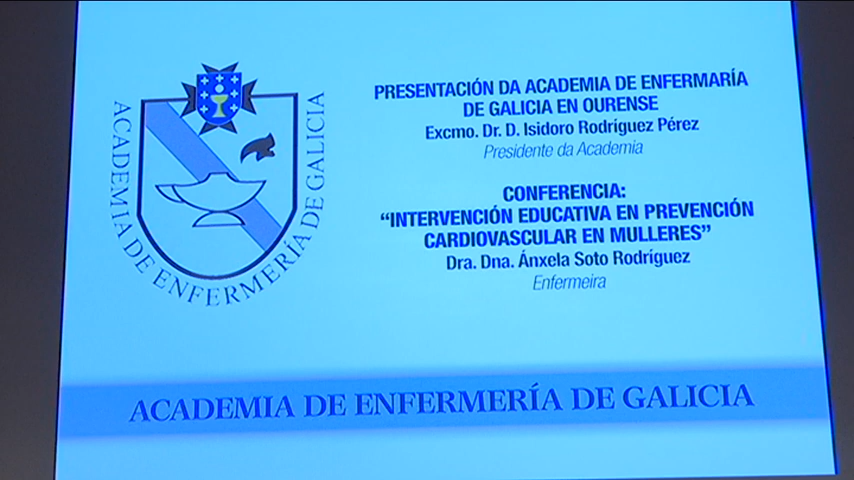 ACADEMIA DE ENFERMERÍA DE GALICIA
PRESENTACIÓN DA ACADEMIA DE ENFERMARÍA
DE GALICIA EN OURENSE
Excmo. Dr. D. Isidoro Rodríguez Pérez
Presidente da Academia
CONFERENCIA:
“INTERVENCIÓN EDUCATIVA EN PREVENCIÓN
CARDIOVASCULAR EN MULLERES”
Dra. Dna. Ánxela Soto Rodríguez
Enfermeira
ACADEMIA DE ENFERMERÍA DE GALICIA